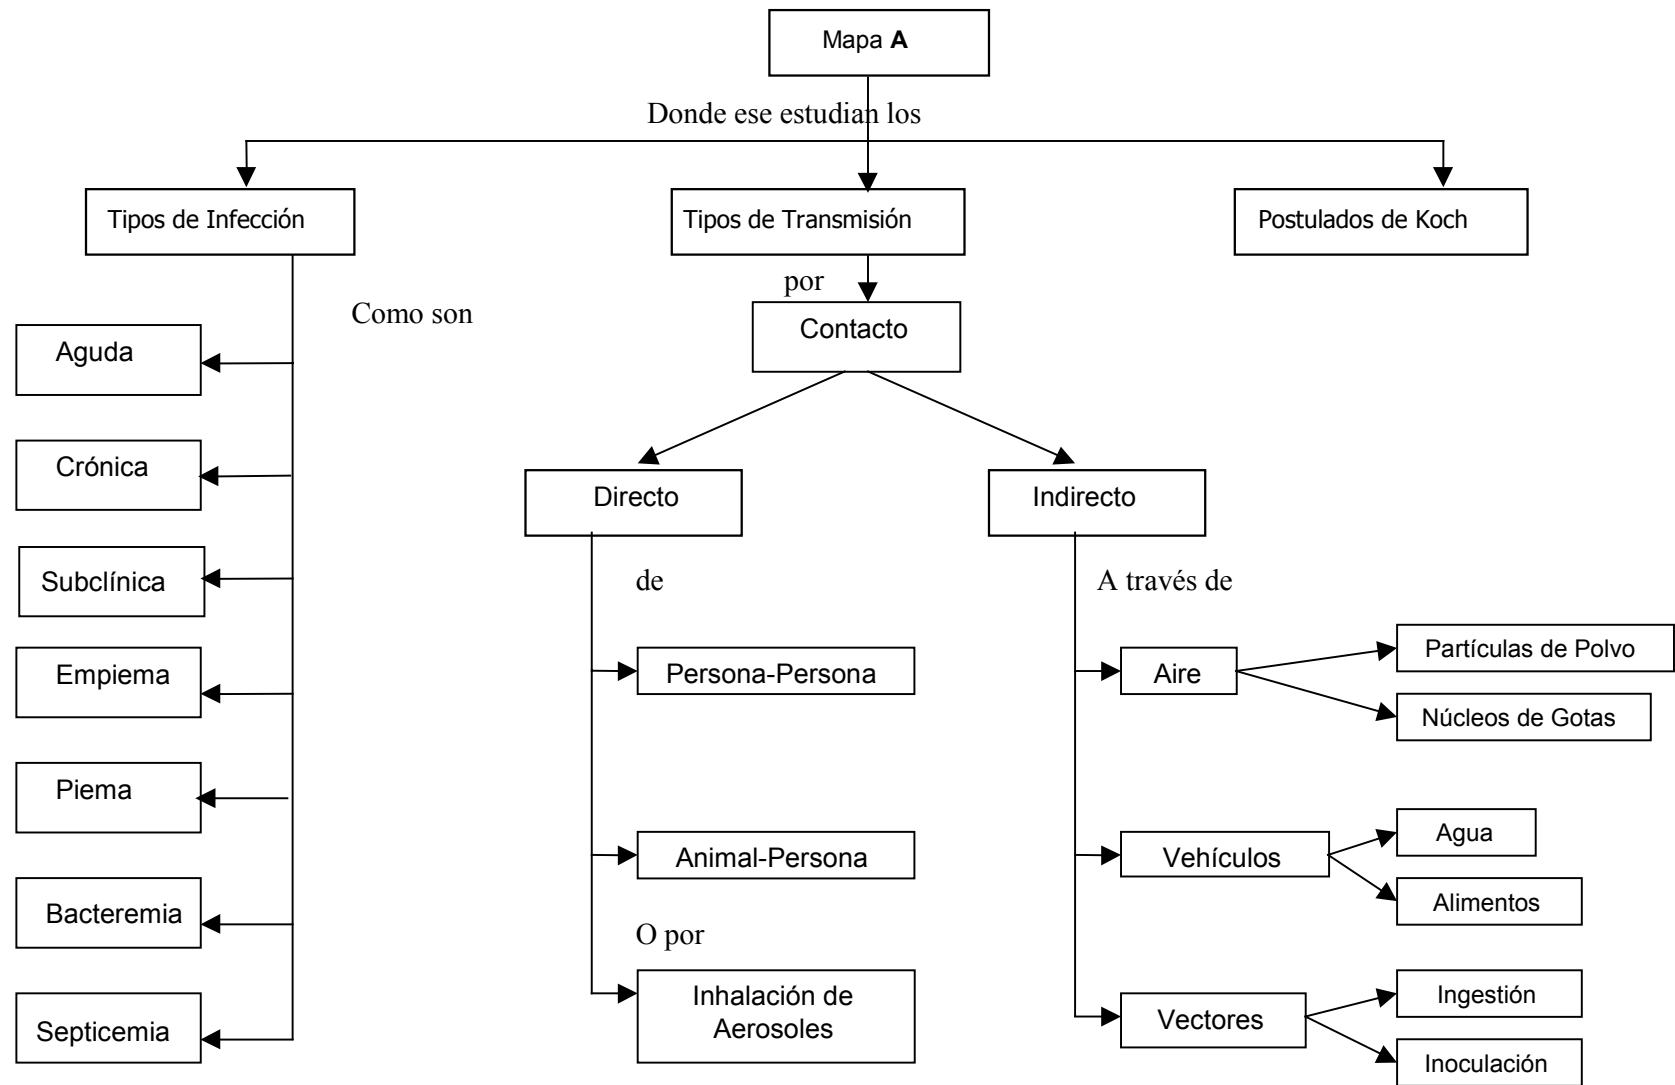 Mapa A
Donde ese estudian los
Tipos de Infección
Tipos de Transmisión
Postulados de Koch
Como son
Aguda
Crónica
Subclínica
Empiema
Piema
Bacteremia
Septicemia
por
Contacto
Directo
de
Persona-Persona
Animal-Persona
O por
Inhalación de
Aerosoles
Indirecto
A través de
Aire
Partículas de Polvo
Núcleos de Gotas
Vehículos
Agua
Alimentos
Vectores
Ingestión
Inoculación